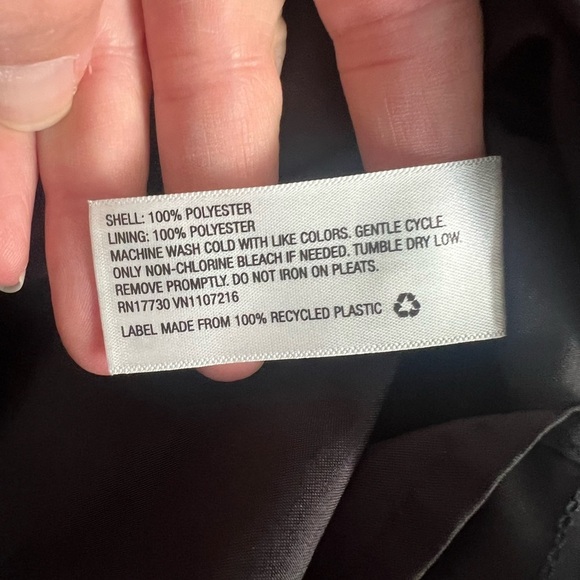 SHELL: 100% POLYESTER
LINING: 100% POLYESTER
MACHINE WASH COLD WITH LIKE COLORS. GENTLE CYCLE.
ONLY NON-CHLORINE BLEACH IF NEEDED. TUMBLE DRY LOW.
REMOVE PROMPTLY. DO NOT IRON ON PLEATS.
RN17730 VN1107216
LABEL MADE FROM 100% RECYCLED PLASTIC